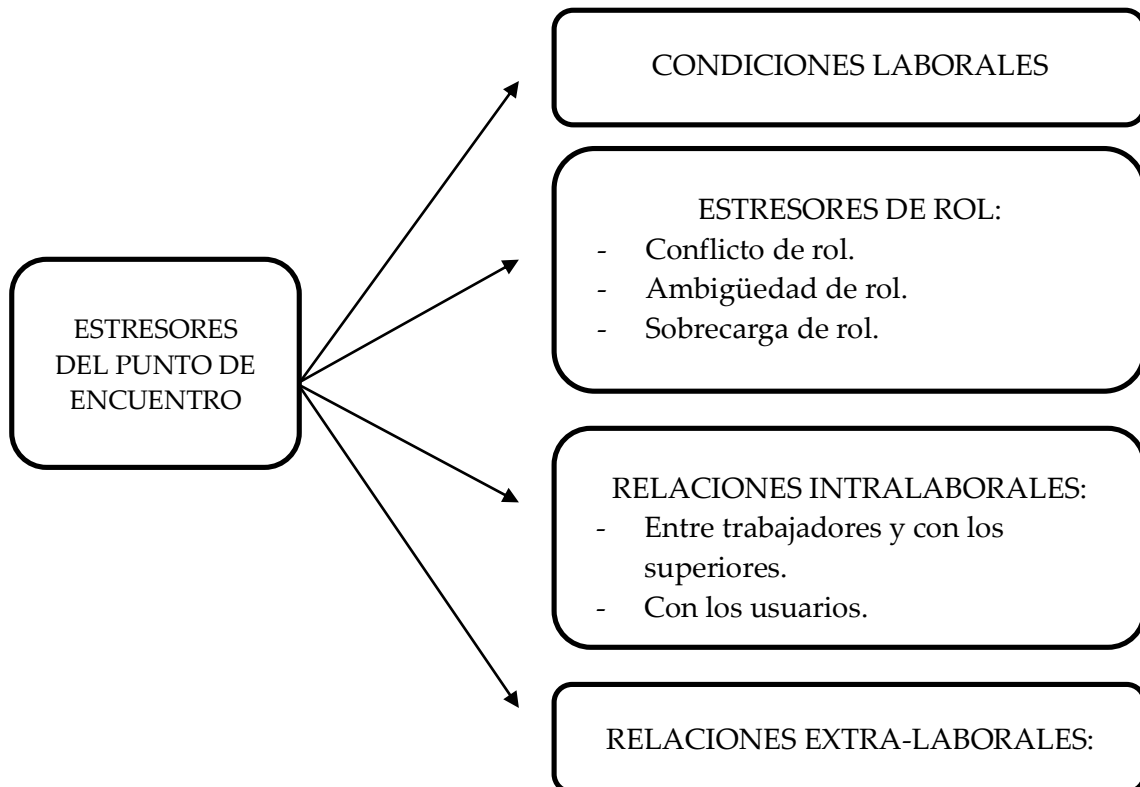 CONDICIONES LABORALES
ESTRESORES DE ROL:
- Conflicto de rol.
- Ambigüedad de rol.
- Sobrecarga de rol.
ESTRESORES
DEL PUNTO DE
ENCUENTRO
RELACIONES INTRALABORALES:
- Entre trabajadores y con los
superiores.
- Con los usuarios.
RELACIONES EXTRA-LABORALES: